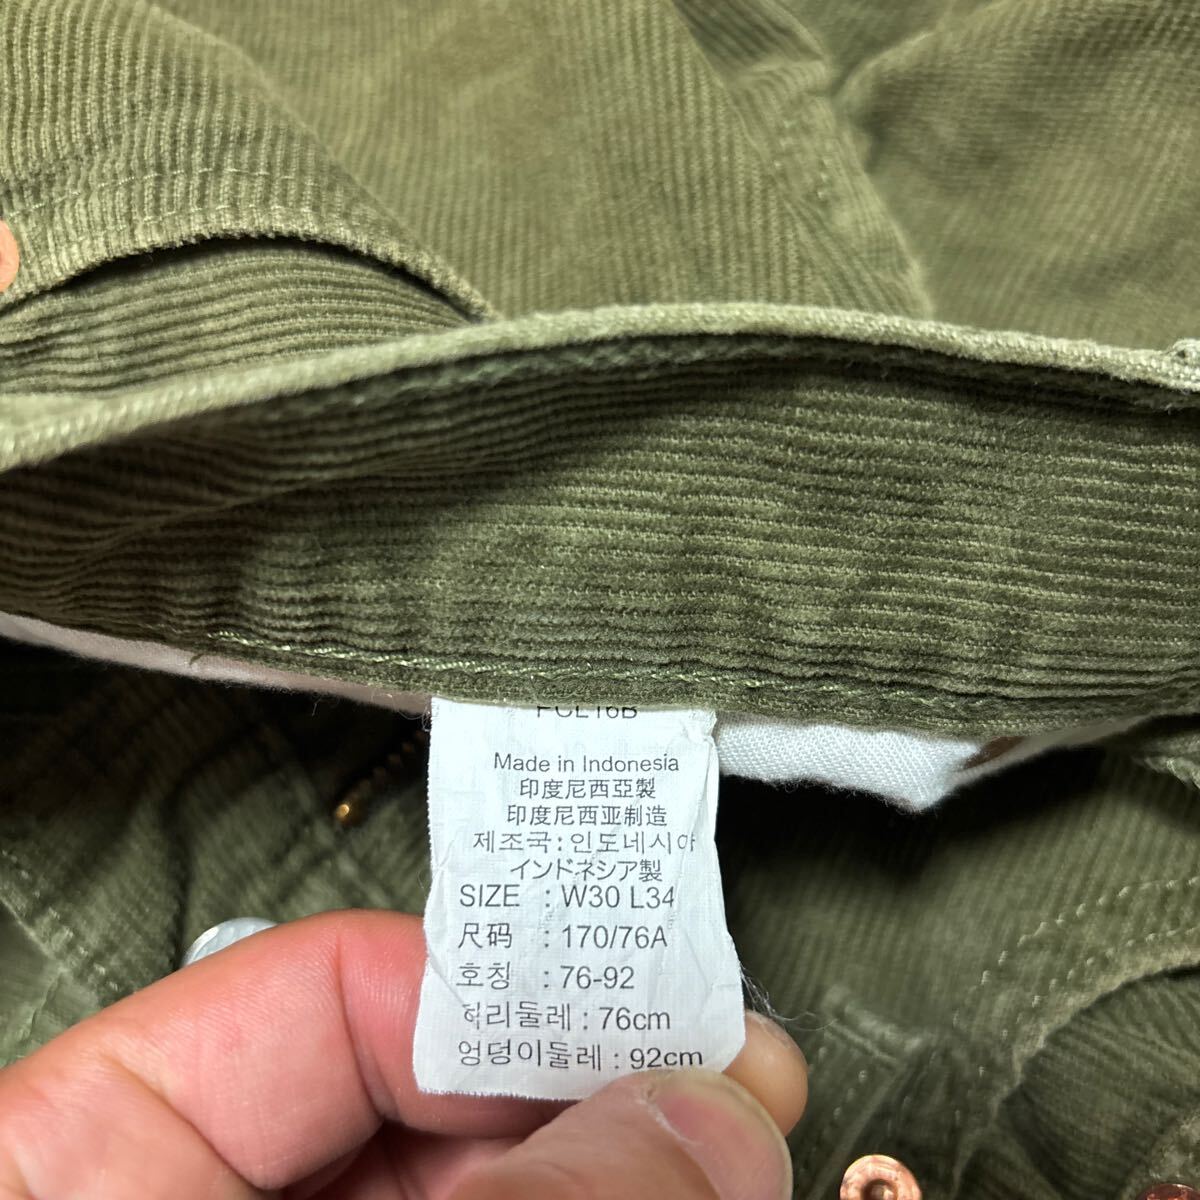 FCL16B
Made in Indonesia
印度尼西亞製
印度尼西亚制造
제조국 : 인도네시아
インドネシア製
SIZE : W30 L34
尺码 : 170/76A
호칭 : 76-92
허리둘레 : 76cm
엉덩이둘레 : 92cm